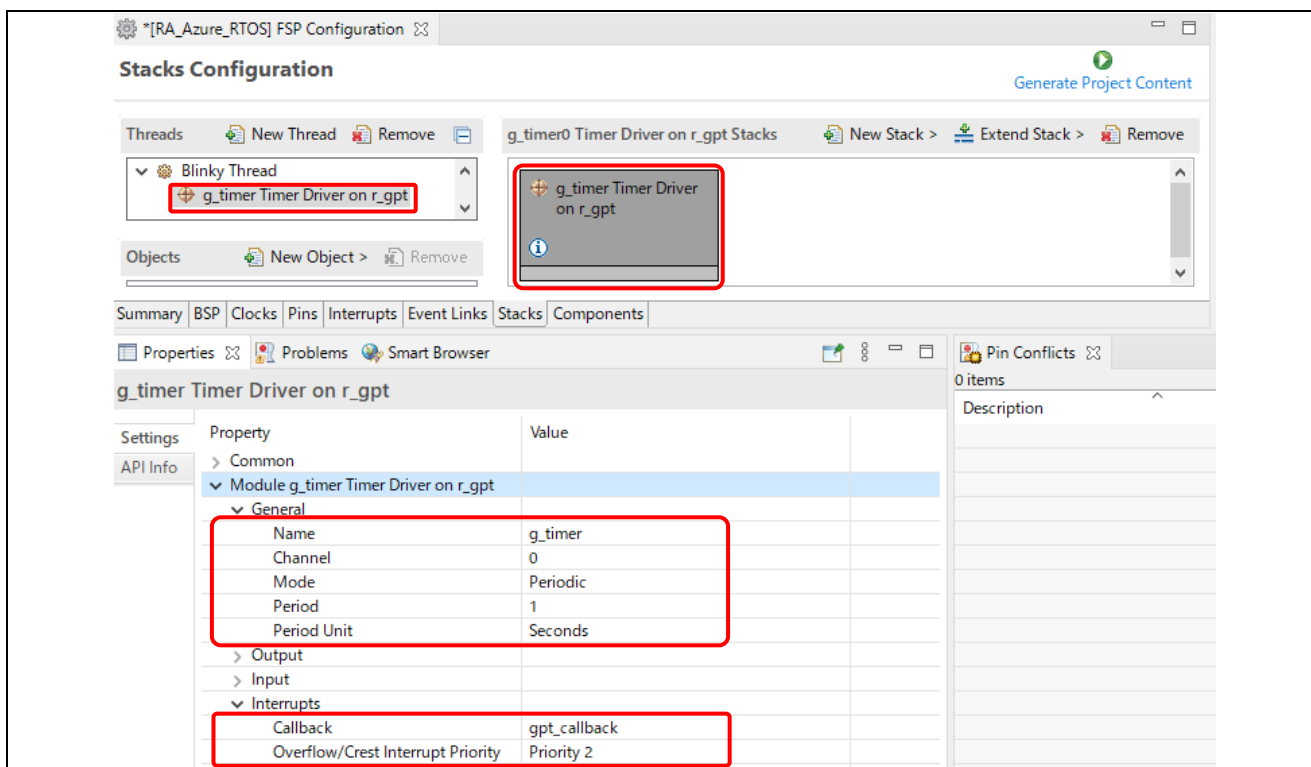 *[RA_Azure_RTOS] FSP Configuration
Stacks Configuration
Generate Project Content
Threads New Thread Remove
g_timer0 Timer Driver on r_gpt Stacks New Stack > Extend Stack > Remove
Blinky Thread
g_timer Timer Driver on r_gpt
g_timer Timer Driver
on r_gpt
Objects New Object > Remove
Summary BSP Clocks Pins Interrupts Event Links Stacks Components
Properties Problems Smart Browser
Pin Conflicts
0 items
Description
g_timer Timer Driver on r_gpt
Settings
API Info
Property Value
Common
Module g_timer Timer Driver on r_gpt
General
Name g_timer
Channel 0
Mode Periodic
Period 1
Period Unit Seconds
Output
Input
Interrupts
Callback gpt_callback
Overflow/Crest Interrupt Priority Priority 2